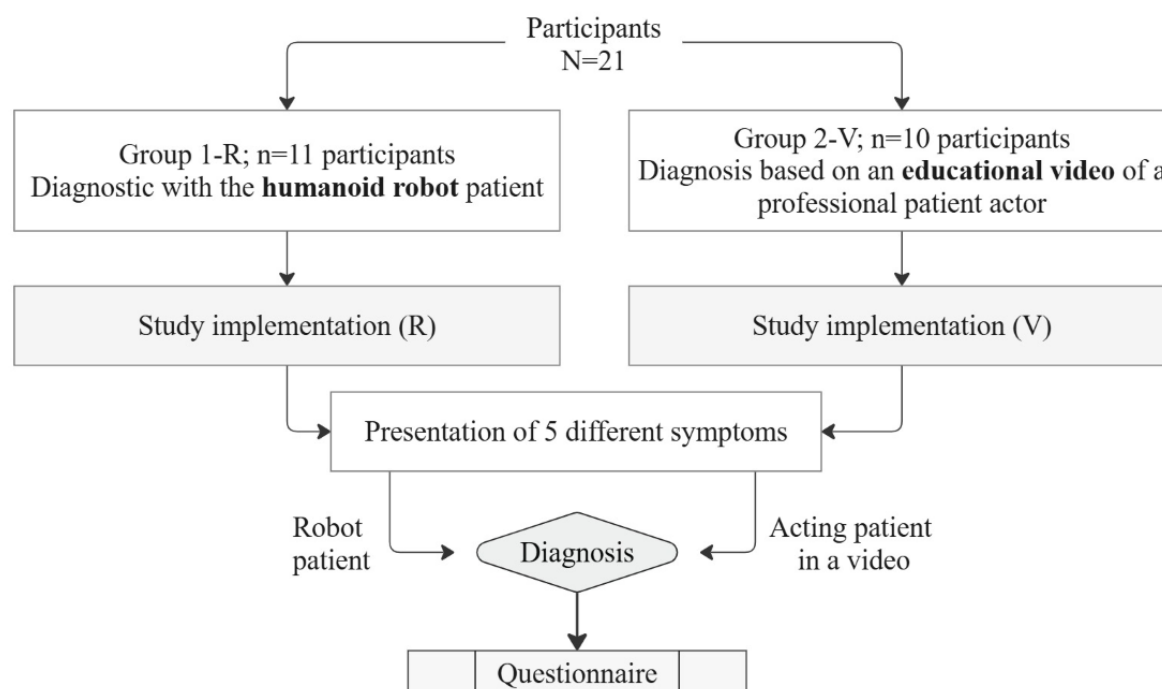 Participants
N=21
Group 1-R; n=11 participants
Diagnostic with the humanoid robot patient
Group 2-V; n=10 participants
Diagnosis based on an educational video of a
professional patient actor
Study implementation (R)
Study implementation (V)
Presentation of 5 different symptoms
Robot
patient
Diagnosis
Acting patient
in a video
Questionnaire